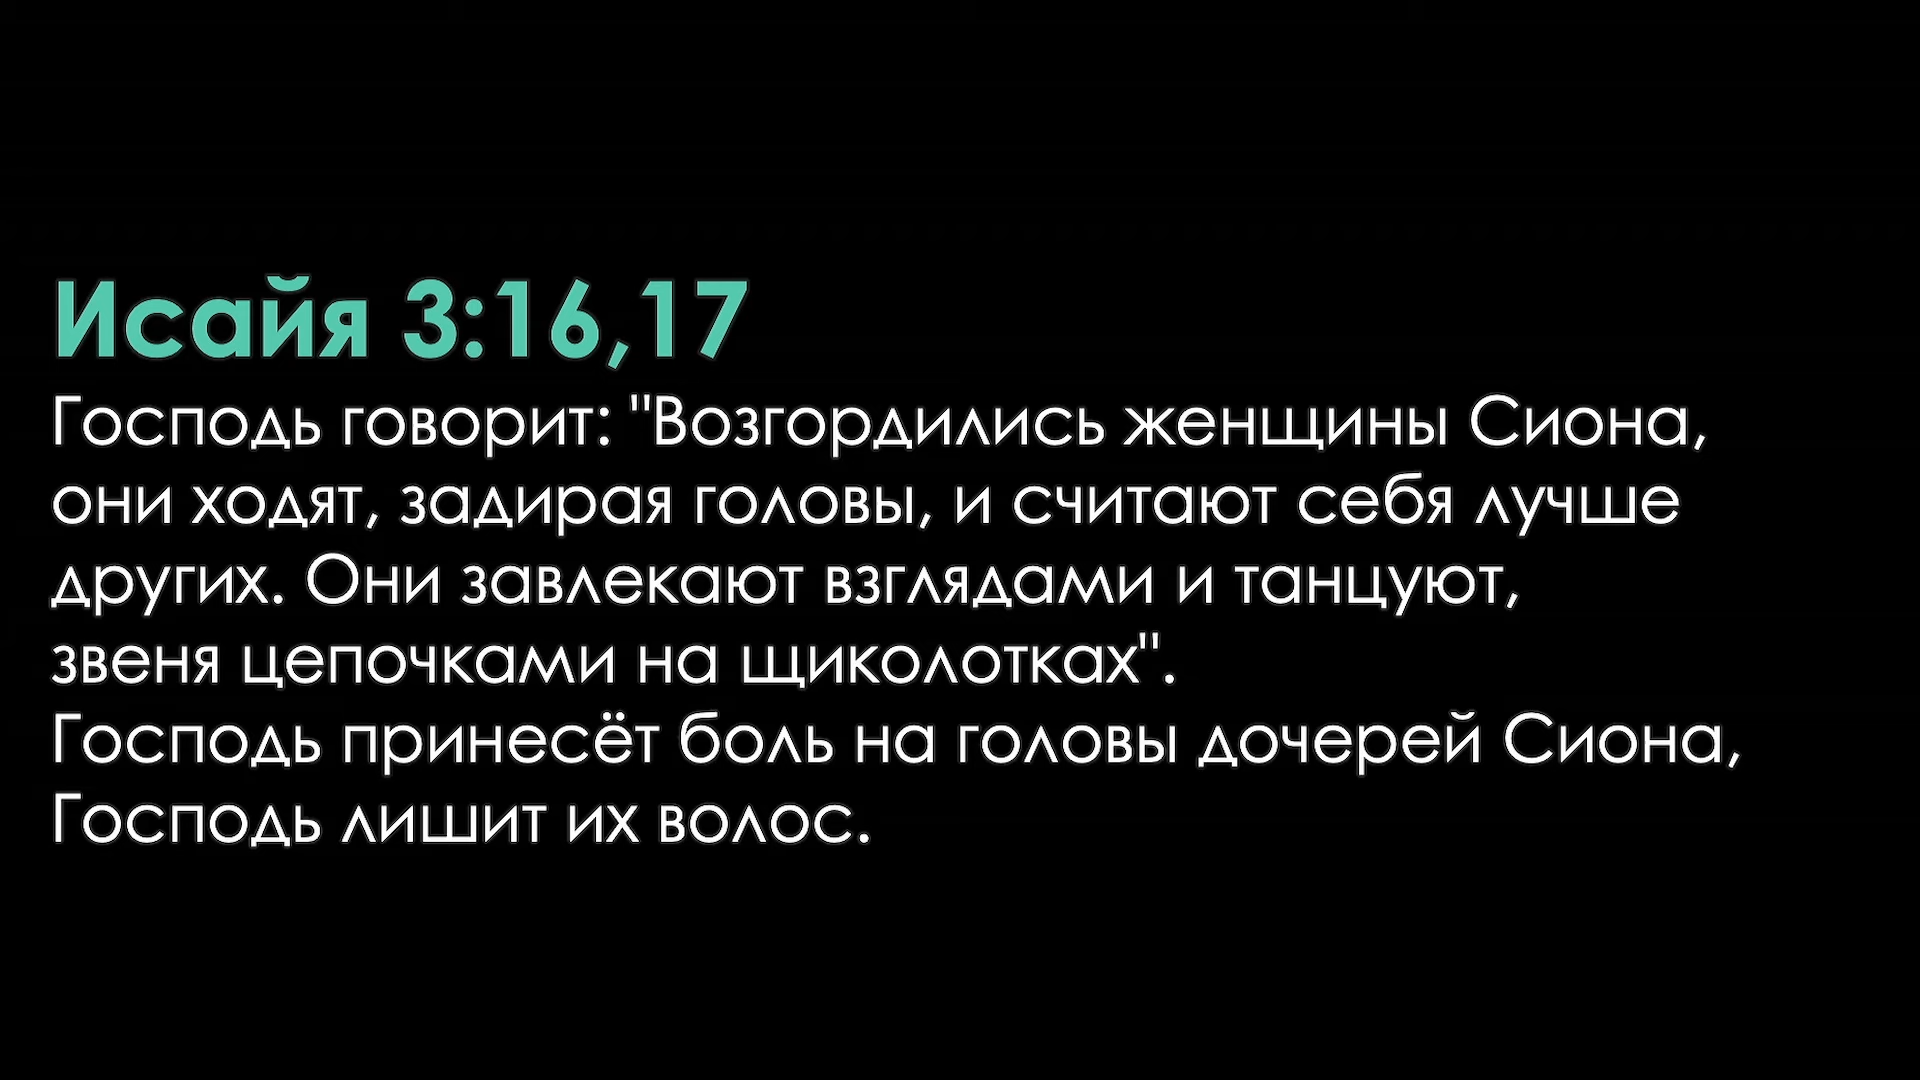 Исайя 3:16,17
Господь говорит: "Возгордились женщины Сиона,
они ходят, задирая головы, и считают себя лучше
других. Они завлекают взглядами и танцуют,
звеня цепочками на щиколотках".
Господь принесёт боль на головы дочерей Сиона,
Господь лишит их волос.